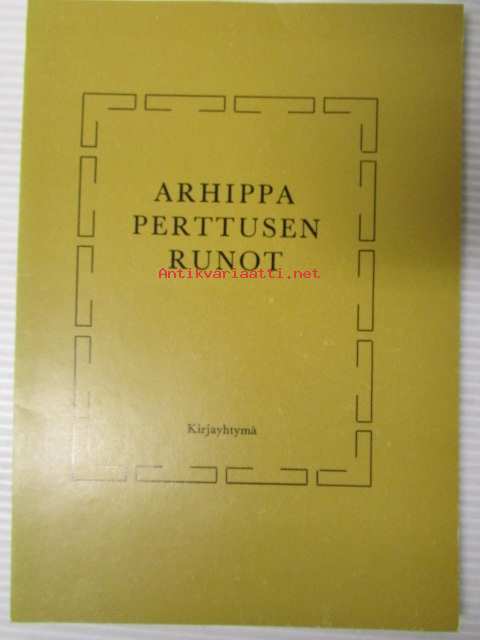 ARHIPPA
PERTTUSEN
RUNOT
Antikvariaatti.net
Kirjayhtymä